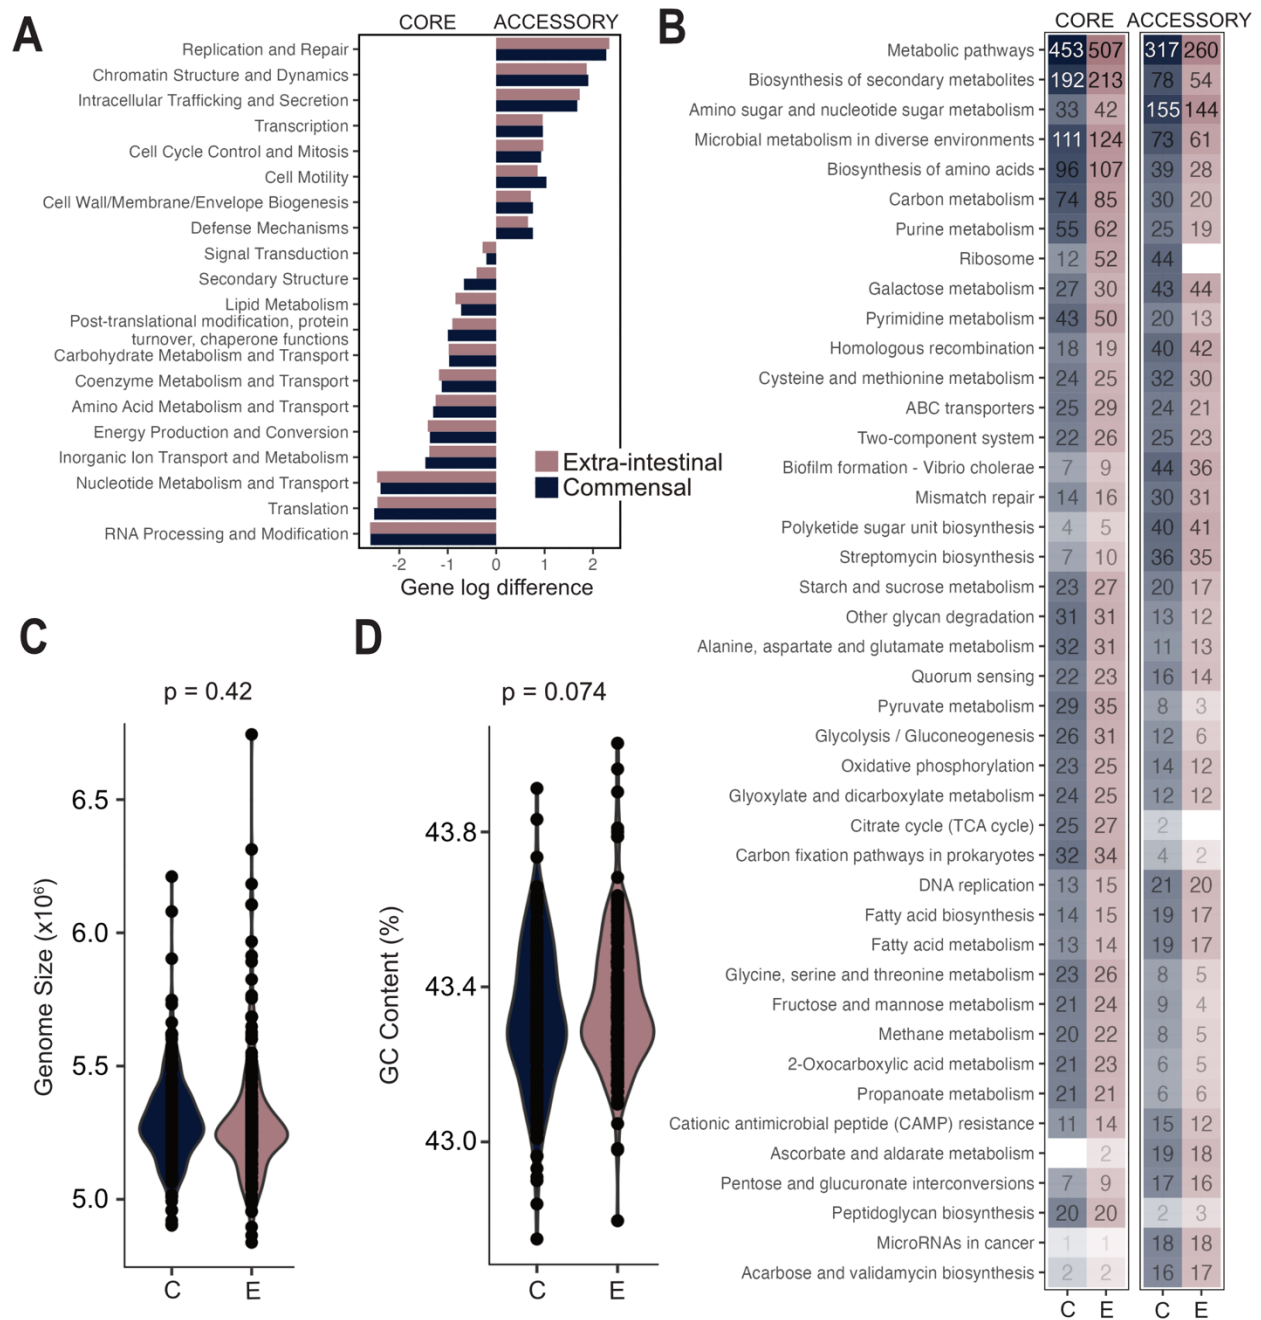 A
CORE ACCESSORY
Replication and Repair
Chromatin Structure and Dynamics
Intracellular Trafficking and Secretion
Transcription
Cell Cycle Control and Mitosis
Cell Motility
Cell Wall/Membrane/Envelope Biogenesis
Defense Mechanisms
Signal Transduction
Secondary Structure
Lipid Metabolism
Post-translational modification, protein
turnover, chaperone functions
Carbohydrate Metabolism and Transport
Coenzyme Metabolism and Transport
Amino Acid Metabolism and Transport
Energy Production and Conversion
Inorganic Ion Transport and Metabolism
Nucleotide Metabolism and Transport
Translation
RNA Processing and Modification
Extra-intestinal
Commensal
-2 -1 0 1 2
Gene log difference
B
CORE ACCESSORY
Metabolic pathways 453 507 317 260
Biosynthesis of secondary metabolites 192 213 78 54
Amino sugar and nucleotide sugar metabolism 33 42 155 144
Microbial metabolism in diverse environments 111 124 73 61
Biosynthesis of amino acids 96 107 39 28
Carbon metabolism 74 85 30 20
Purine metabolism 55 62 25 19
Ribosome 12 52 44
Galactose metabolism 27 30 43 44
Pyrimidine metabolism 43 50 20 13
Homologous recombination 18 19 40 42
Cysteine and methionine metabolism 24 25 32 30
ABC transporters 25 29 24 21
Two-component system 22 26 25 23
Biofilm formation - Vibrio cholerae 7 9 44 36
Mismatch repair 14 16 30 31
Polyketide sugar unit biosynthesis 4 5 40 41
Streptomycin biosynthesis 7 10 36 35
Starch and sucrose metabolism 23 27 20 17
Other glycan degradation 31 31 13 12
Alanine, aspartate and glutamate metabolism 32 31 11 13
Quorum sensing 22 23 16 14
Pyruvate metabolism 29 35 8 3
Glycolysis / Gluconeogenesis 26 31 12 6
Oxidative phosphorylation 23 25 14 12
Glyoxylate and dicarboxylate metabolism 24 25 12 12
Citrate cycle (TCA cycle) 25 27 2
Carbon fixation pathways in prokaryotes 32 34 4 2
DNA replication 13 15 21 20
Fatty acid biosynthesis 14 15 19 17
Fatty acid metabolism 13 14 19 17
Glycine, serine and threonine metabolism 23 26 8 5
Fructose and mannose metabolism 21 24 9 4
Methane metabolism 20 22 8 5
2-Oxocarboxylic acid metabolism 21 23 6 5
Propanoate metabolism 21 21 6 6
Cationic antimicrobial peptide (CAMP) resistance 11 14 15 12
Ascorbate and aldarate metabolism 2 19 18
Pentose and glucuronate interconversions 7 9 17 16
Peptidoglycan biosynthesis 20 20 2 3
MicroRNAs in cancer 1 1 18 18
Acarbose and validamycin biosynthesis 2 2 16 17
C E C E
C
p = 0.42
Genome Size (x10⁶)
6.5
6.0
5.5
5.0
C E
D
p = 0.074
GC Content (%)
43.8
43.4
43.0
C E